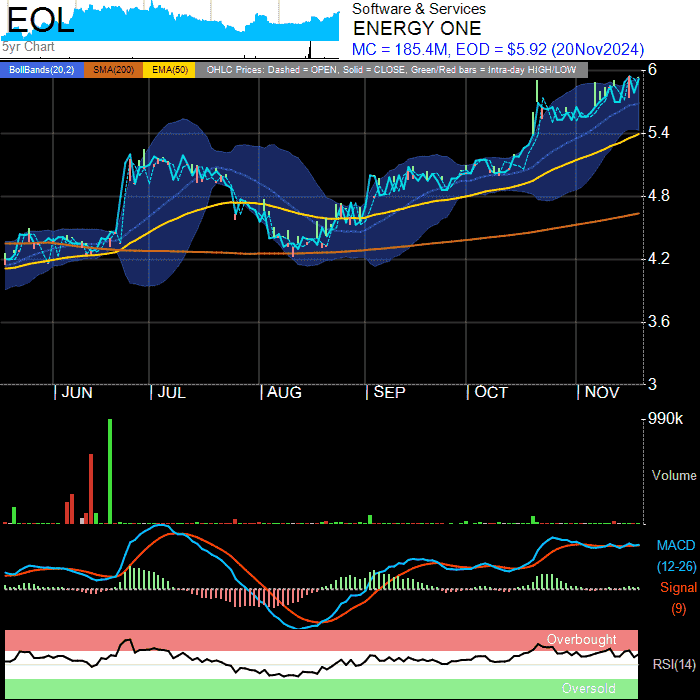 EOL
5yr Chart
Software & Services
ENERGY ONE
MC = 185.4M, EOD = $5.92 (20Nov2024)
BollBands(20,2) SMA(200) EMA(50) OHLC Prices: Dashed = OPEN, Solid = CLOSE, Green/Red bars = Intra-day HIGH/LOW
6
5.4
4.8
4.2
3.6
3
JUN JUL AUG SEP OCT NOV
990k
Volume
MACD
(12-26)
Signal
(9)
Overbought
RSI(14)
Oversold